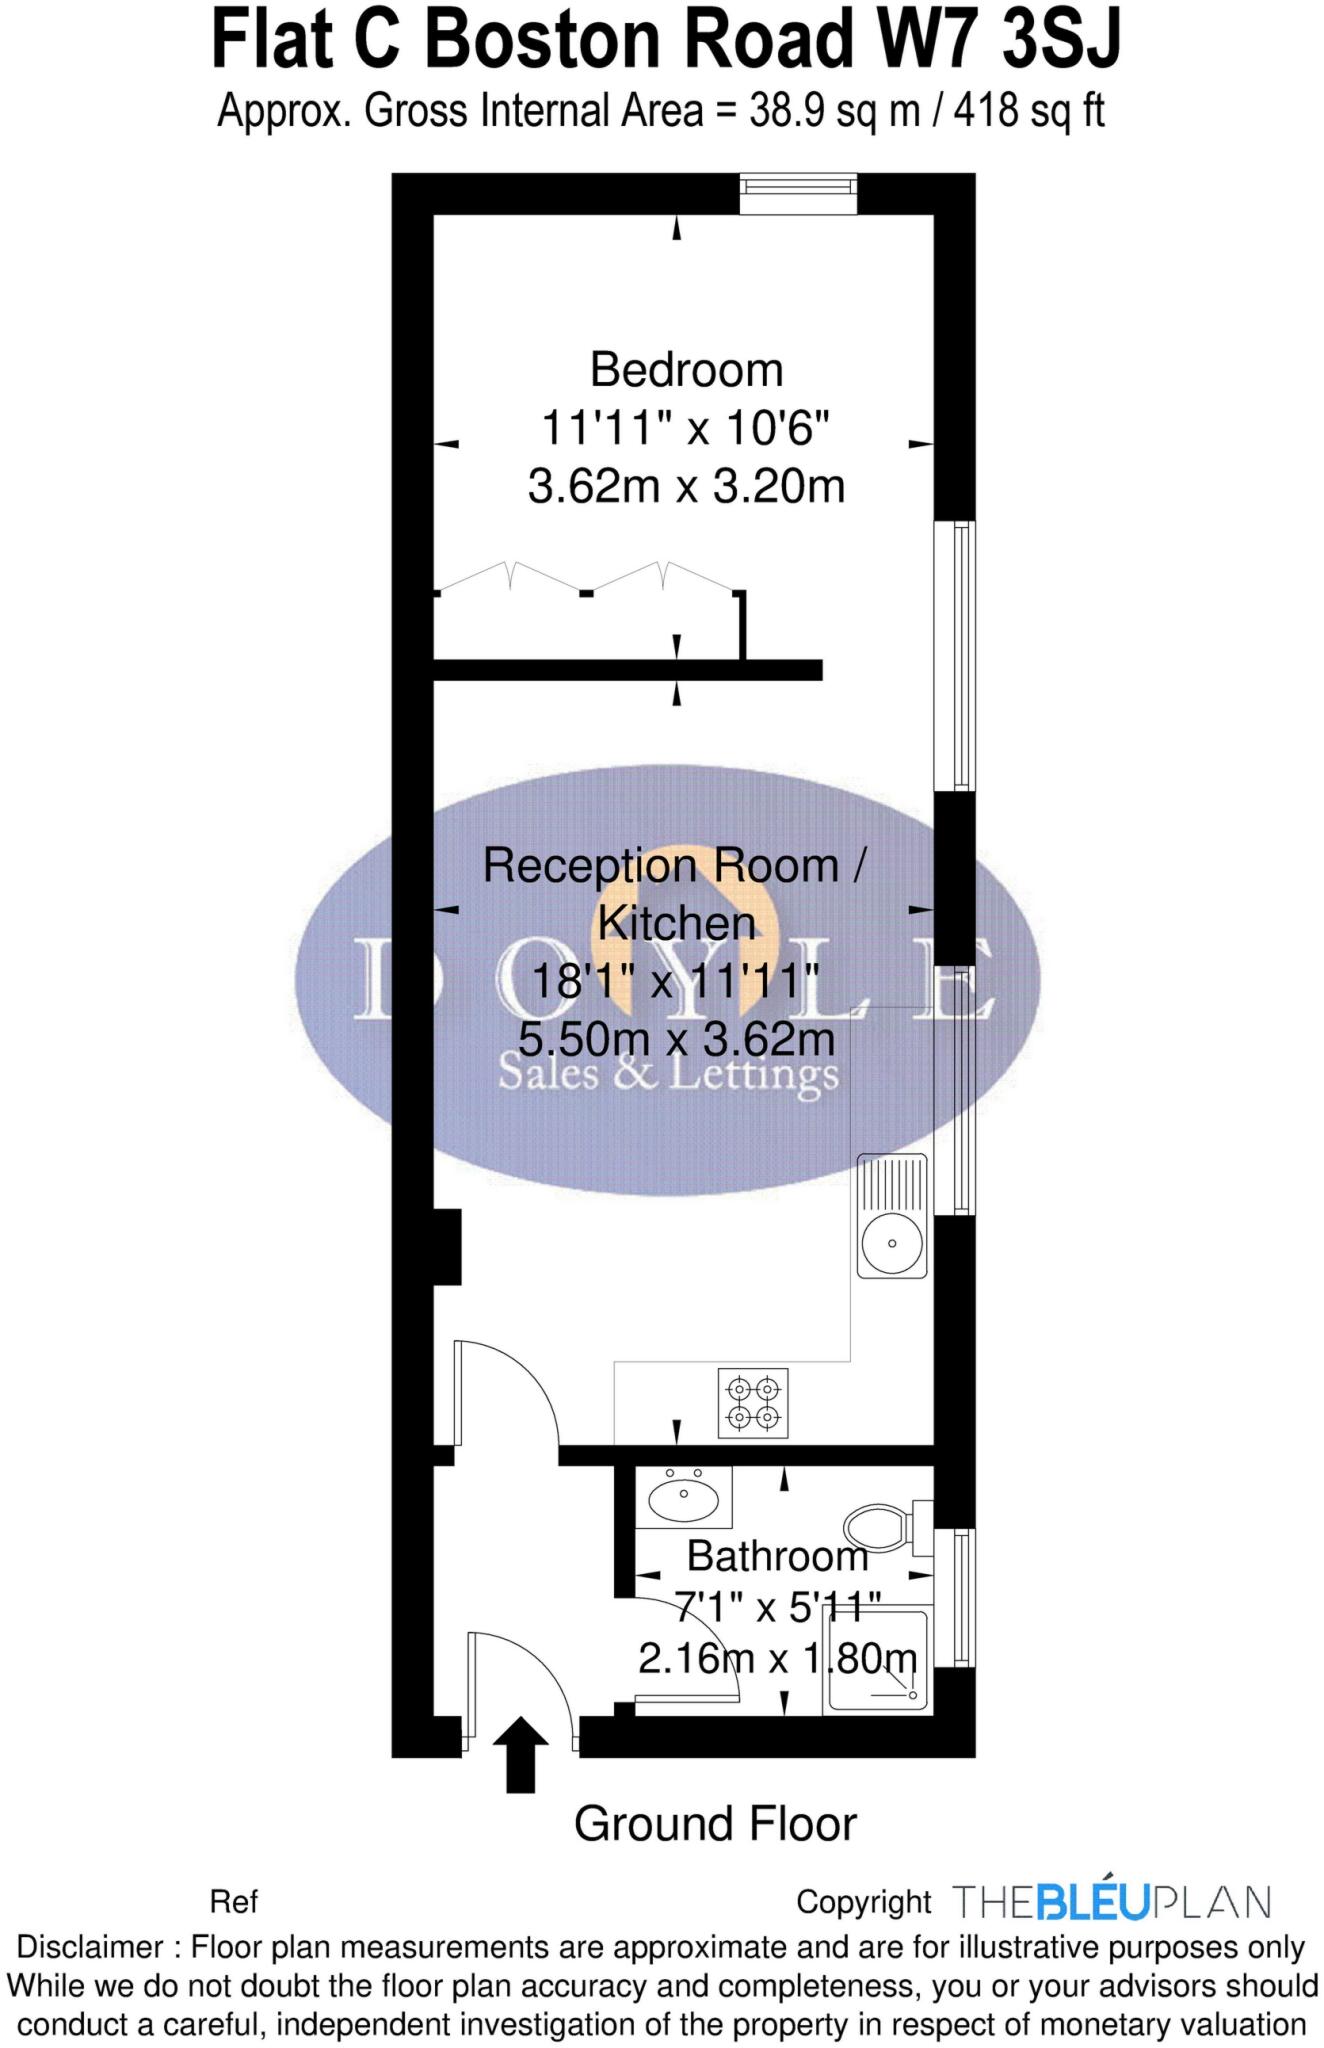 Flat C Boston Road W7 3SJ
Approx. Gross Internal Area = 38.9 sq m / 418 sq ft
Bedroom
11'11" x 10'6"
3.62m x 3.20m
Reception Room /
Kitchen
18'1" x 11'11"
5.50m x 3.62m
DOYLE
Sales & Lettings
Bathroom
7'1" x 5'11"
2.16m x 1.80m
Ground Floor
Ref
Copyright THEBLÉUPLAN
Disclaimer : Floor plan measurements are approximate and are for illustrative purposes only
While we do not doubt the floor plan accuracy and completeness, you or your advisors should
conduct a careful, independent investigation of the property in respect of monetary valuation